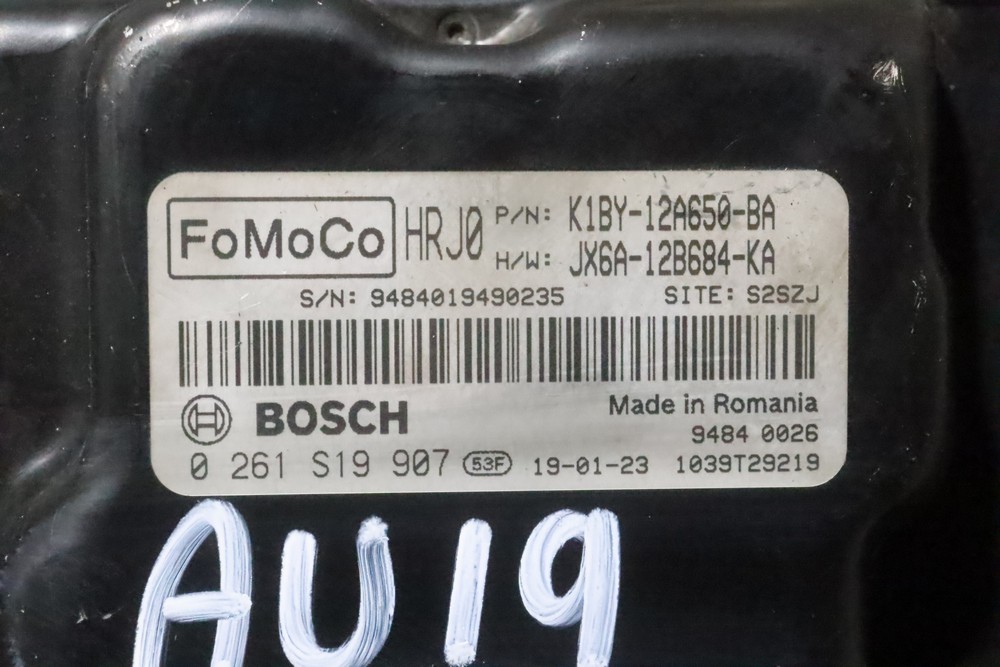 FoMoCo HRJ0 P/N: K1BY-12A650-BA
H/W: JX6A-12B684-KA
S/N: 9484019490235 SITE: S2SZJ
BOSCH Made in Romania
9484 0026
0 261 S19 907 53F 19-01-23 1039T29219
AU19